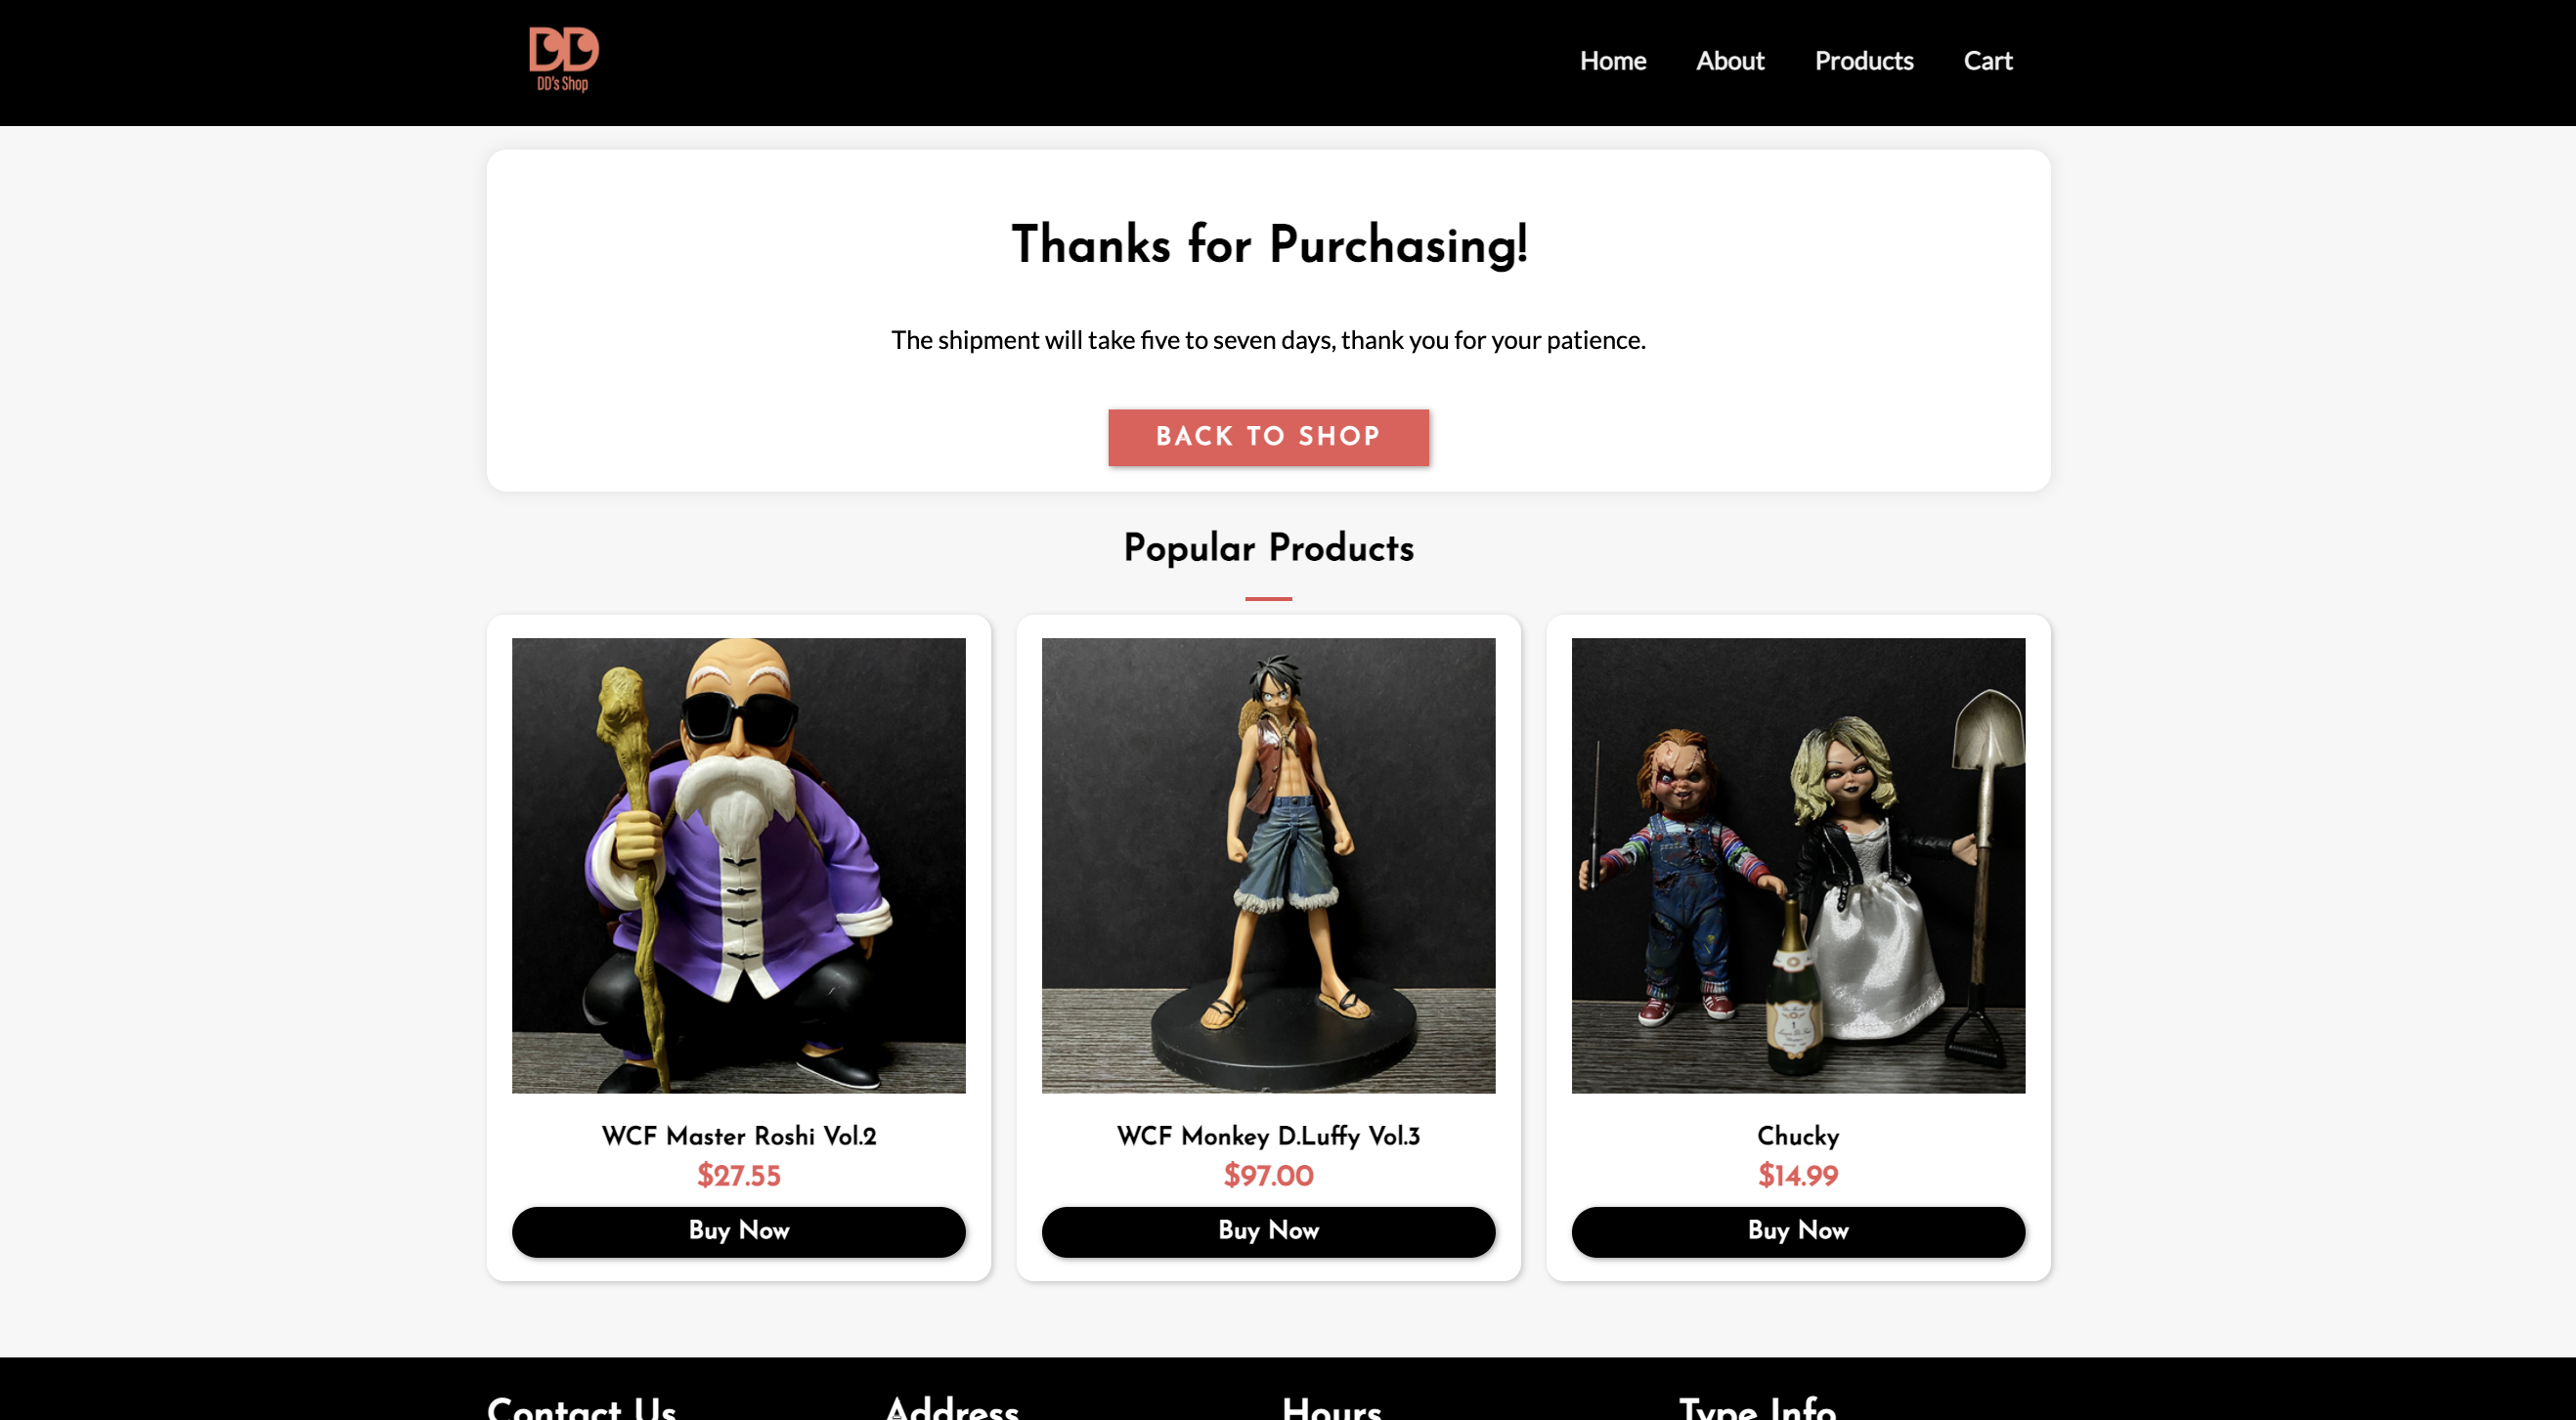 DD
DD's Shop
Home
About
Products
Cart
Thanks for Purchasing!
The shipment will take five to seven days, thank you for your patience.
BACK TO SHOP
Popular Products
WCF Master Roshi Vol.2
$27.55
Buy Now
WCF Monkey D.Luffy Vol.3
$97.00
Buy Now
Chucky
$14.99
Buy Now
Contact Us
Address
Hours
Type Info